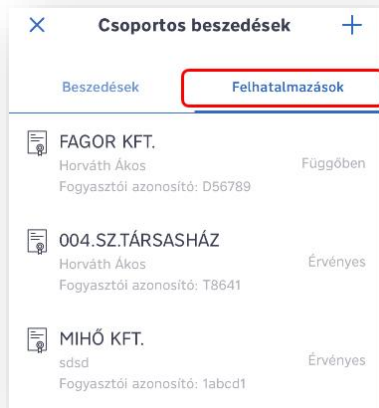 Csoportos beszedések
Beszedések
Felhatalmazások
FAGOR KFT.
Horváth Ákos
Függőben
Fogyasztói azonosító: D56789
004.SZ.TÁRSASHÁZ
Horváth Ákos
Érvényes
Fogyasztói azonosító: T8641
MIHŐ KFT.
sdsd
Érvényes
Fogyasztói azonosító: 1abcd1